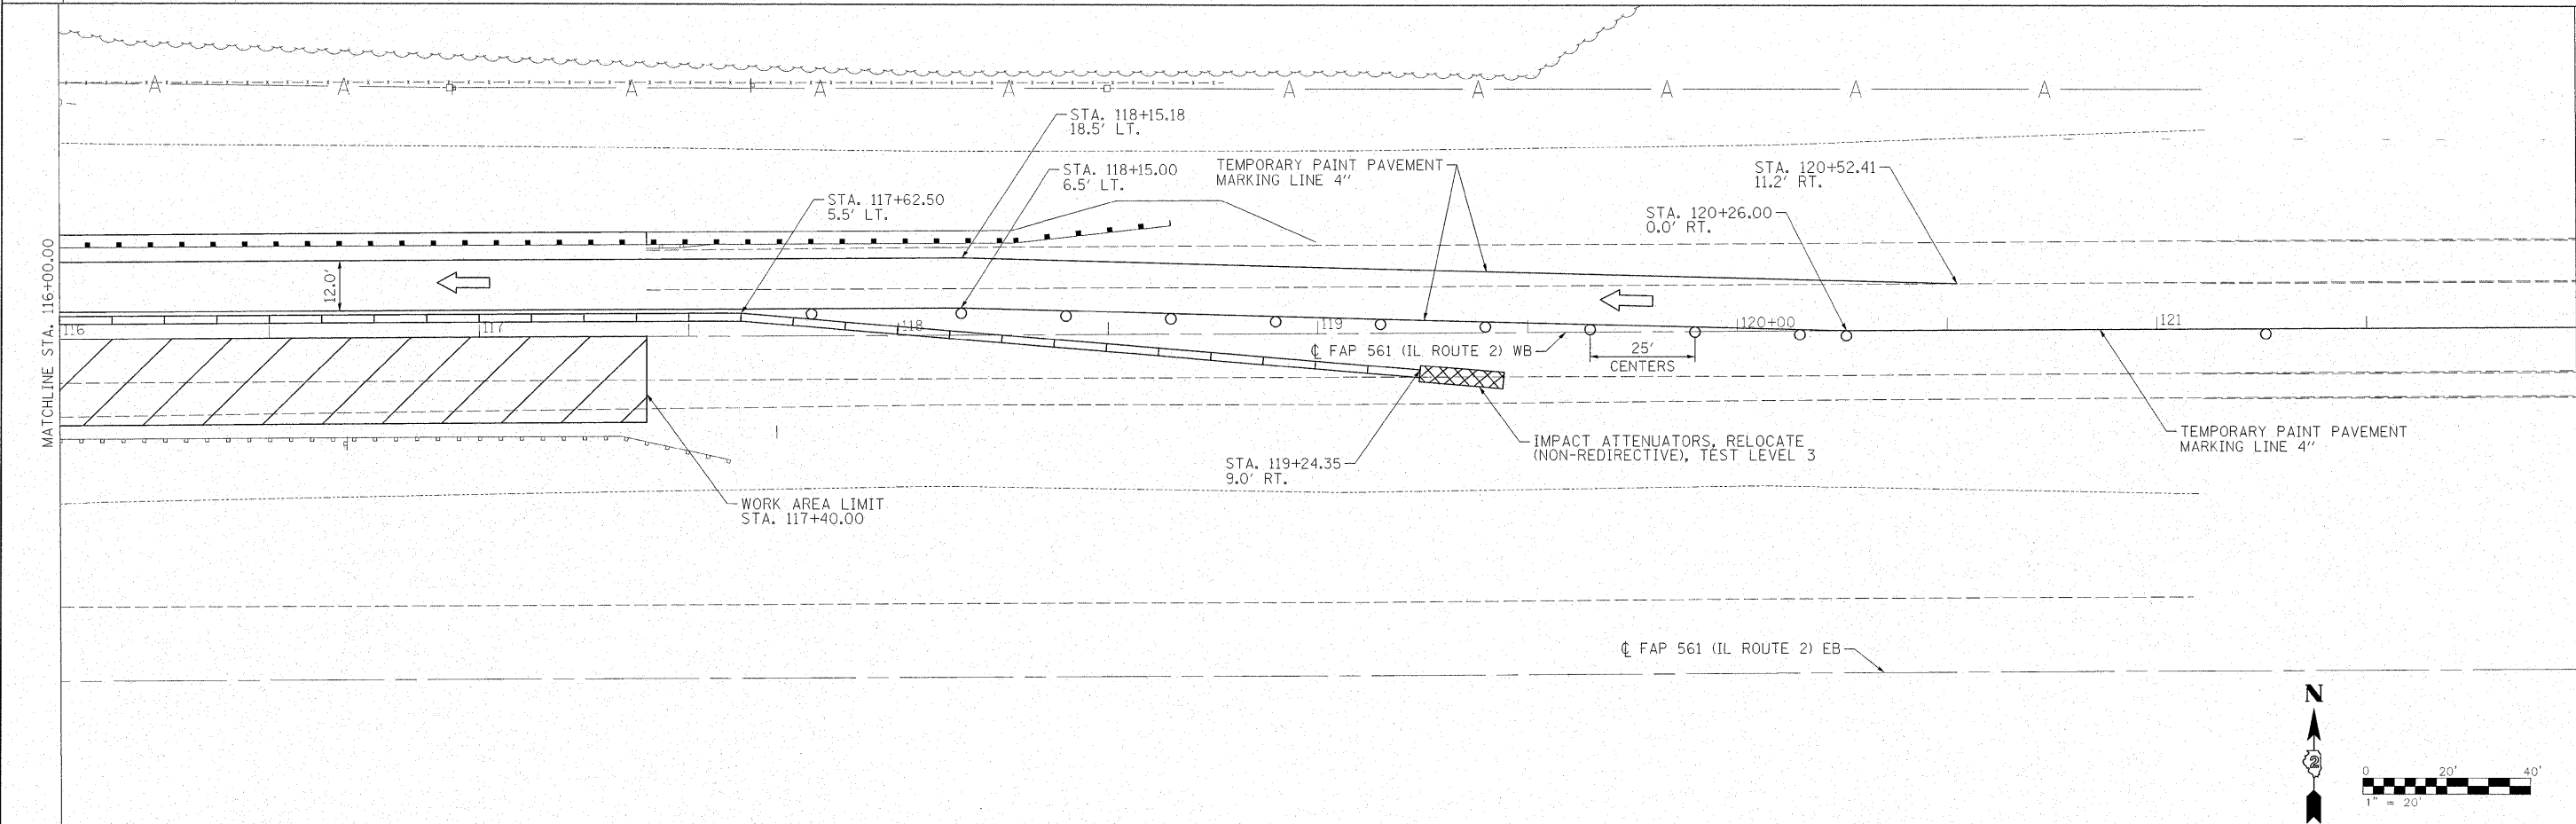 STA. 118+15.18
18.5' LT.
STA. 118+15.00
6.5' LT.
TEMPORARY PAINT PAVEMENT
MARKING LINE 4"
STA. 120+52.41
11.2' RT.
STA. 117+62.50
5.5' LT.
STA. 120+26.00
0.0' RT.
A A A A A A A A A A
MATCHLINE STA. 116+00.00
12.0'
116
117
118
119
120+00
121
℄ FAP 561 (IL ROUTE 2) WB
25'
CENTERS
IMPACT ATTENUATORS, RELOCATE
(NON-REDIRECTIVE), TEST LEVEL 3
STA. 119+24.35
9.0' RT.
TEMPORARY PAINT PAVEMENT
MARKING LINE 4"
WORK AREA LIMIT
STA. 117+40.00
℄ FAP 561 (IL ROUTE 2) EB
N
2
0 20' 40'
1" = 20'